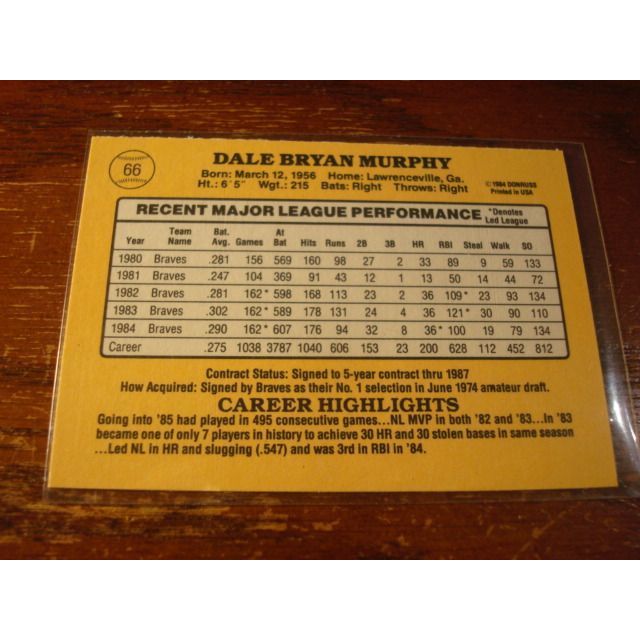 66
DALE BRYAN MURPHY
Born: March 12, 1956 Home: Lawrenceville, Ga.
Ht.: 6'5" Wgt.: 215 Bats: Right Throws: Right
© 1984 DONRUSS
Printed in USA
RECENT MAJOR LEAGUE PERFORMANCE *Denotes Led League
Year Team Name Bat. Avg. Games At Bat Hits Runs 2B 3B HR RBI Steal Walk SO
1980 Braves .281 156 569 160 98 27 2 33 89 9 59 133
1981 Braves .247 104 369 91 43 12 1 13 50 14 44 72
1982 Braves .281 162* 598 168 113 23 2 36 109* 23 93 134
1983 Braves .302 162* 589 178 131 24 4 36 121* 30 90 110
1984 Braves .290 162* 607 176 94 32 8 36* 100 19 79 134
Career .275 1038 3787 1040 606 153 23 200 628 112 452 812
Contract Status: Signed to 5-year contract thru 1987
How Acquired: Signed by Braves as their No. 1 selection in June 1974 amateur draft.
CAREER HIGHLIGHTS
Going into '85 had played in 495 consecutive games...NL MVP in both '82 and '83...In '83
became one of only 7 players in history to achieve 30 HR and 30 stolen bases in same season
...Led NL in HR and slugging (.547) and was 3rd in RBI in '84.